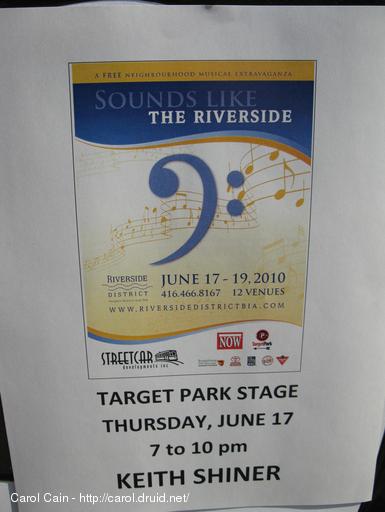 A FREE NEIGHBOURHOOD MUSICAL EXTRAVAGANZA
SOUNDS LIKE
THE RIVERSIDE
RIVERSIDE
DISTRICT
JUNE 17 - 19, 2010
416.466.8167 12 VENUES
WWW.RIVERSIDEDISTRICTBIA.COM
STREETCAR
developments inc
NOW
P
TargetPark
TARGET PARK STAGE
THURSDAY, JUNE 17
7 to 10 pm
KEITH SHINER
Carol Cain - http://carol.druid.net/